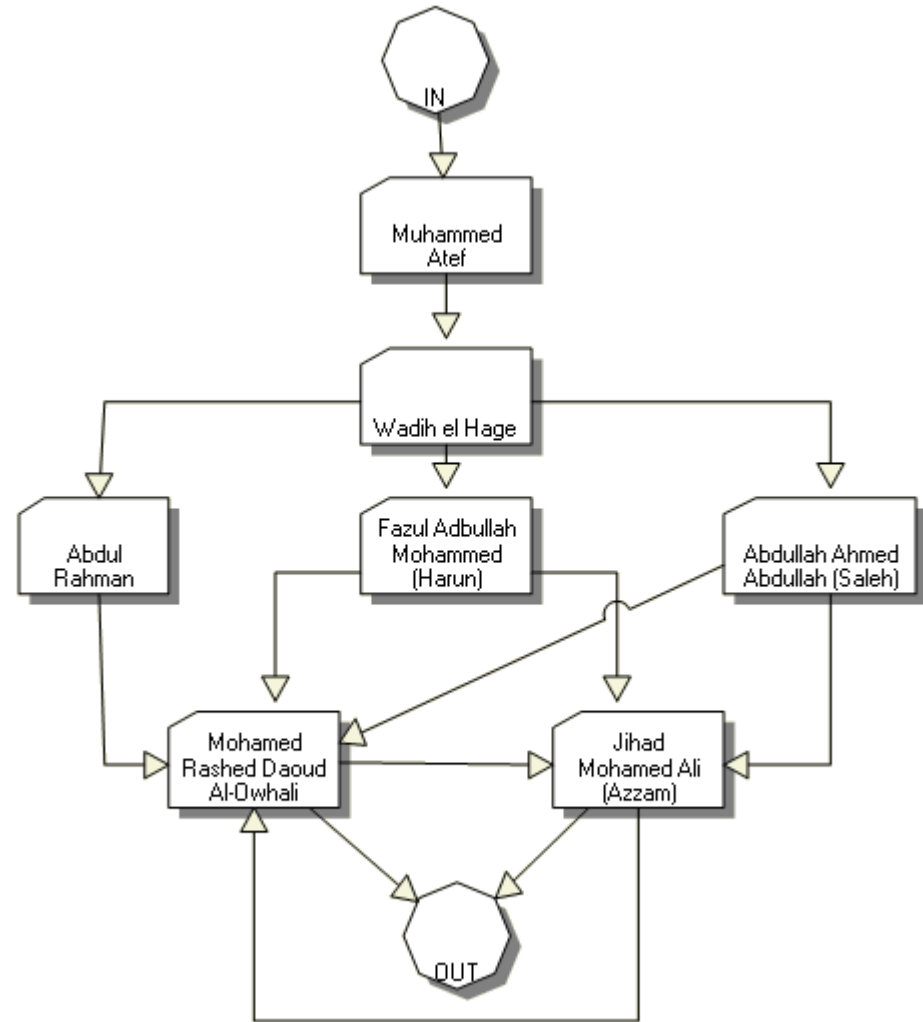 IN
Muhammed
Atef
Wadih el Hage
Abdul
Rahman
Fazul Adbullah
Mohammed
(Harun)
Abdullah Ahmed
Abdullah (Saleh)
Mohamed
Rashed Daoud
Al-Owhali
Jihad
Mohamed Ali
(Azzam)
OUT